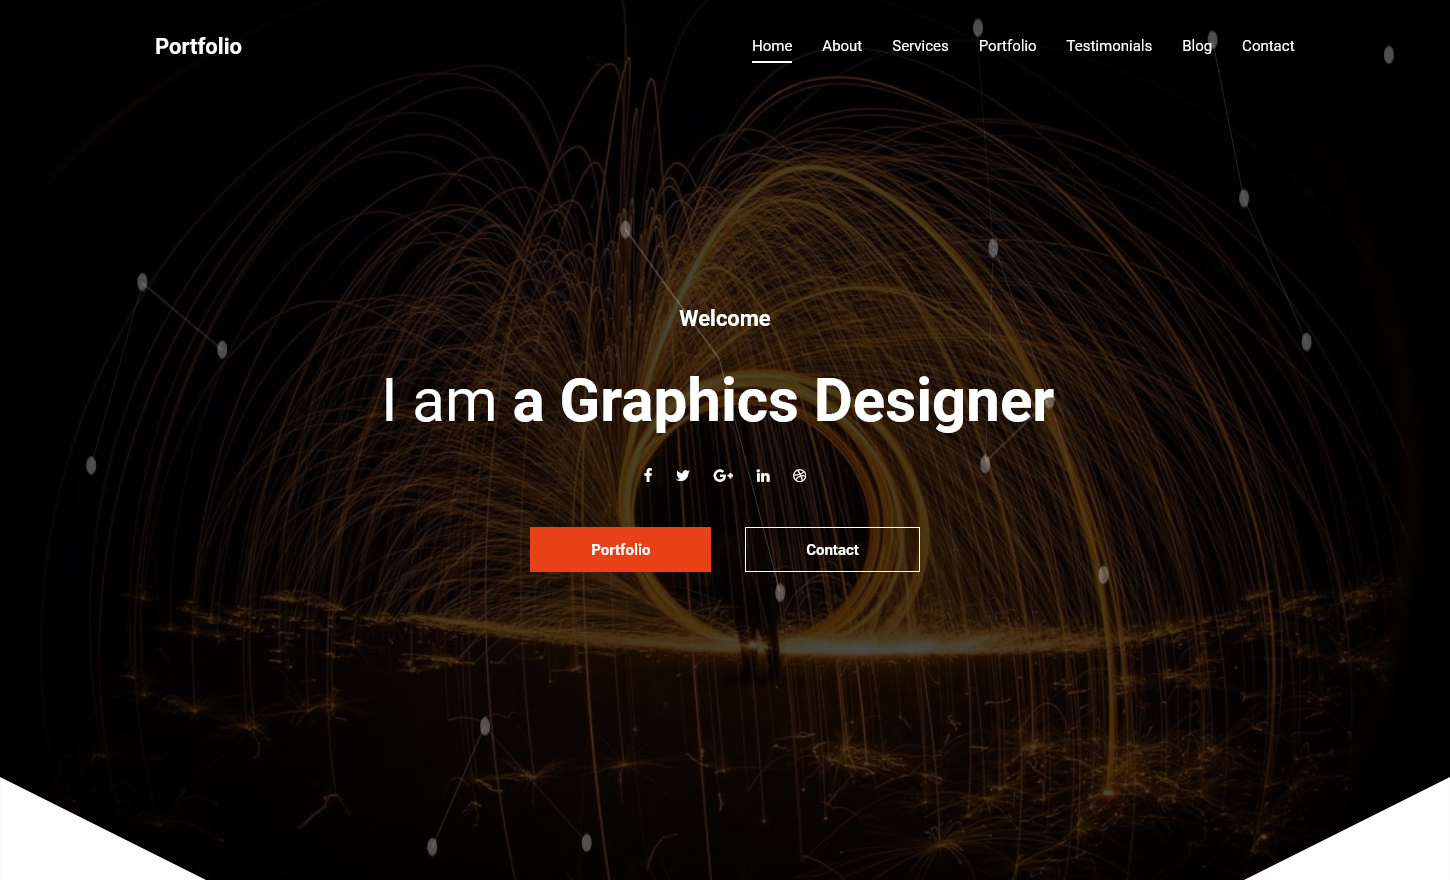 Portfolio
Home About Services Portfolio Testimonials Blog Contact
Welcome
I am a Graphics Designer
Portfolio Contact